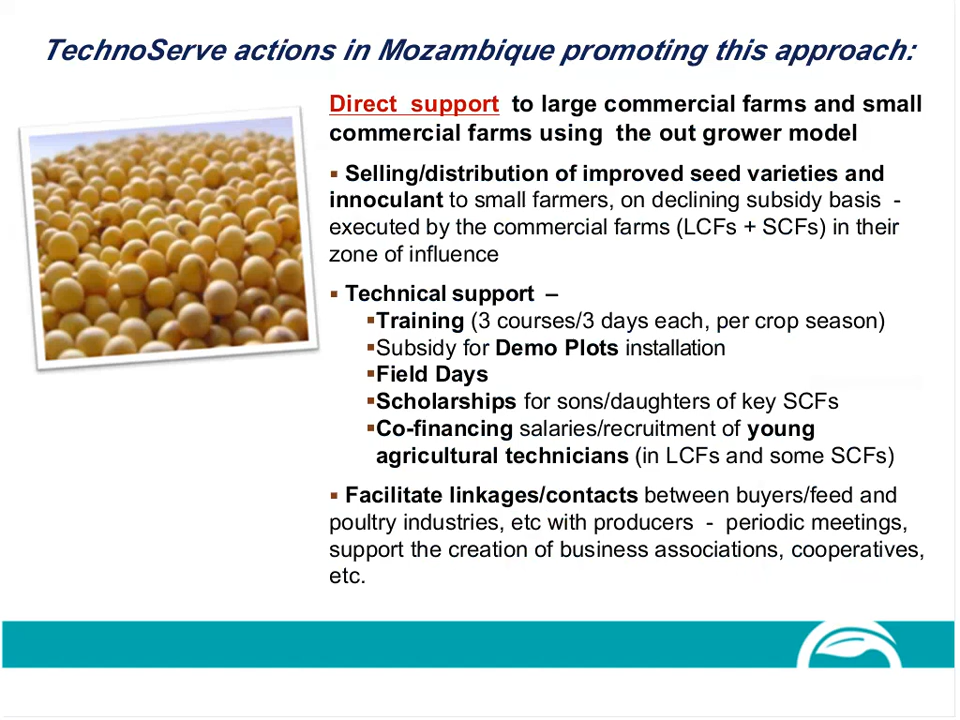 TechnoServe actions in Mozambique promoting this approach:
Direct support to large commercial farms and small
commercial farms using the out grower model
▪ Selling/distribution of improved seed varieties and
innoculant to small farmers, on declining subsidy basis -
executed by the commercial farms (LCFs + SCFs) in their
zone of influence
▪ Technical support –
▪Training (3 courses/3 days each, per crop season)
▪Subsidy for Demo Plots installation
▪Field Days
▪Scholarships for sons/daughters of key SCFs
▪Co-financing salaries/recruitment of young
agricultural technicians (in LCFs and some SCFs)
▪ Facilitate linkages/contacts between buyers/feed and
poultry industries, etc with producers - periodic meetings,
support the creation of business associations, cooperatives,
etc.